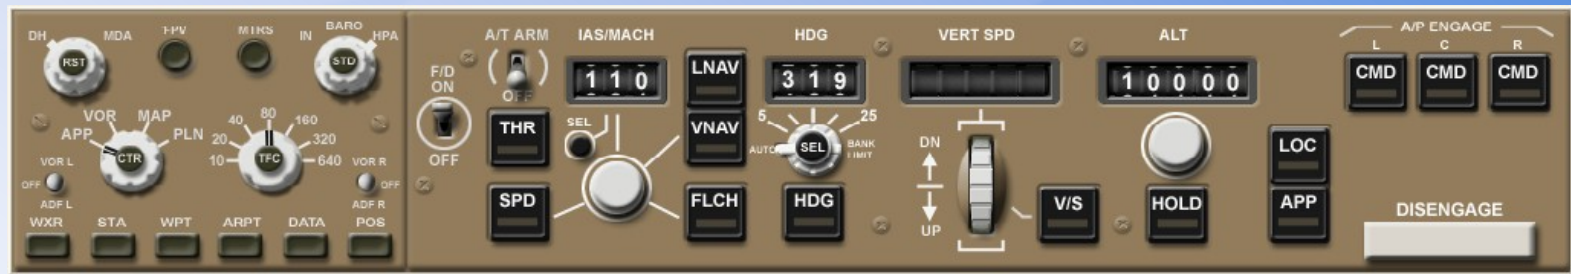 DH MDA FPV MTRS IN BARO HPA
RST STD
VOR MAP
APP PLN
CTR
10 20 40 80 160 320 640
TFC
VOR L
OFF
ADF L
VOR R
OFF
ADF R
WXR STA WPT ARPT DATA POS
F/D
ON
OFF
A/T ARM
OFF
THR
SPD
IAS/MACH
110
SEL
LNAV
VNAV
FLCH
HDG
319
5 25
AUTO SEL BANK
LIMIT
HDG
VERT SPD
DN
UP
V/S
ALT
10000
HOLD
LOC
APP
A/P ENGAGE
L C R
CMD CMD CMD
DISENGAGE